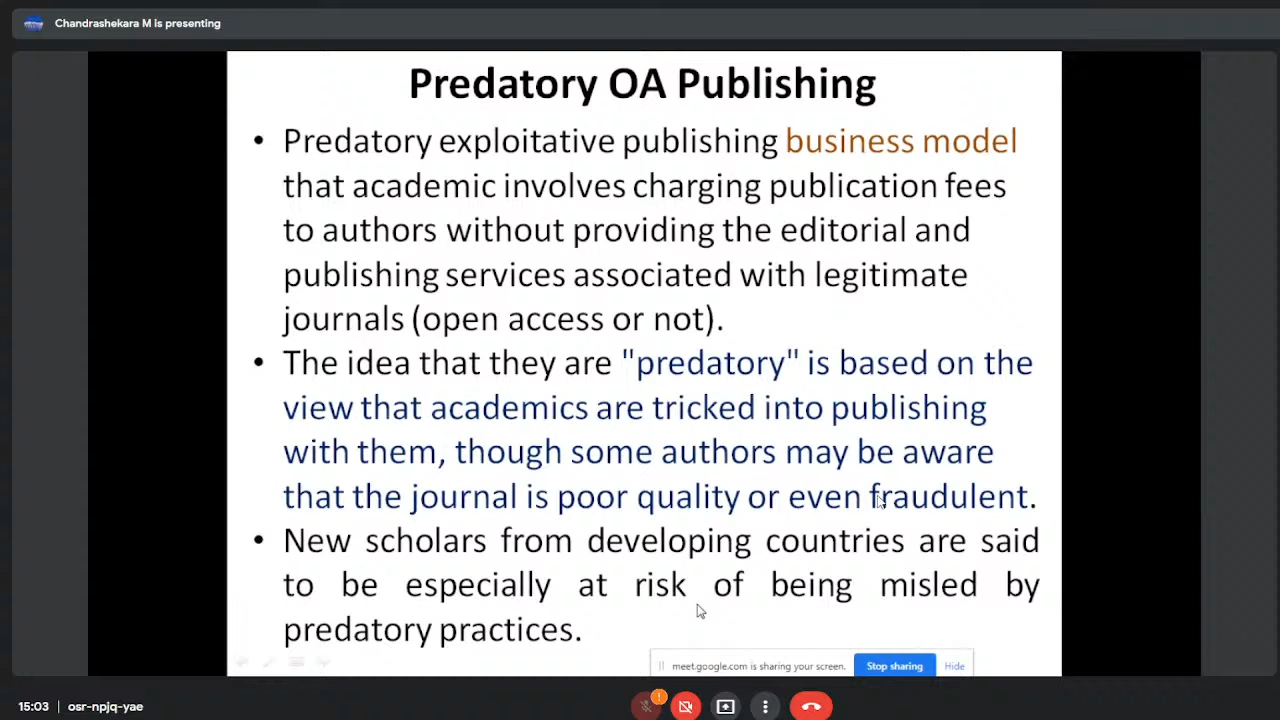 Chandrashekara M is presenting
Predatory OA Publishing
• Predatory exploitative publishing business model
that academic involves charging publication fees
to authors without providing the editorial and
publishing services associated with legitimate
journals (open access or not).
• The idea that they are "predatory" is based on the
view that academics are tricked into publishing
with them, though some authors may be aware
that the journal is poor quality or even fraudulent.
• New scholars from developing countries are said
to be especially at risk of being misled by
predatory practices.
meet.google.com is sharing your screen. Stop sharing Hide
15:03 | osr-npjq-yae